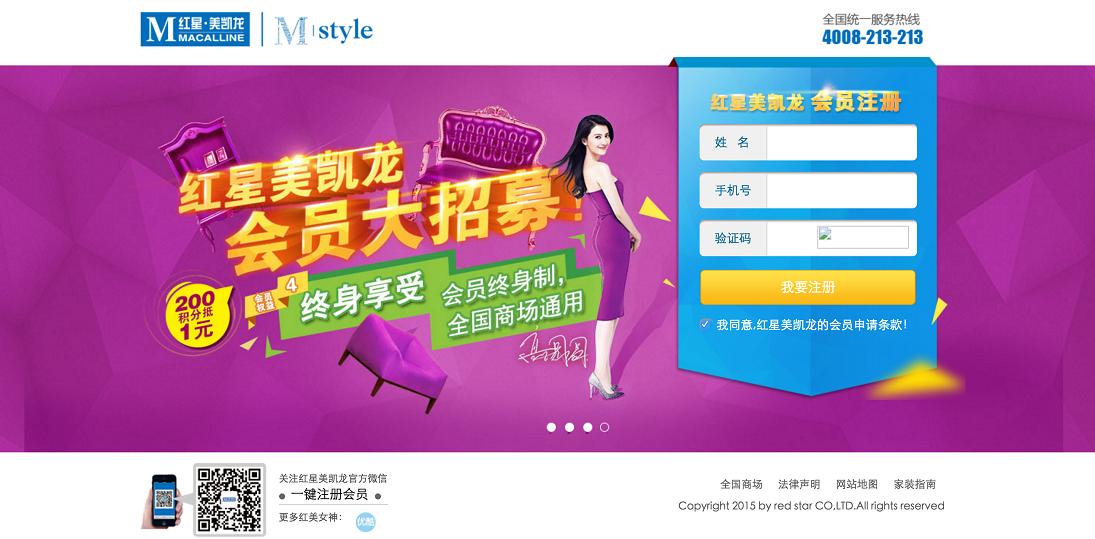 M 红星·美凯龙
MACALLINE
M style
全国统一服务热线
4008-213-213
红星美凯龙
会员大招募!
200
积分抵
1元
会员
权益
4
终身享受
会员终身制,
全国商场通用
红星美凯龙 会员注册
姓 名
手机号
验证码
我要注册
我同意,红星美凯龙的会员申请条款!
关注红星美凯龙官方微信
一键注册会员
更多红美女神:
优酷
全国商场 法律声明 网站地图 家装指南
Copyright 2015 by red star CO,LTD.All rights reserved